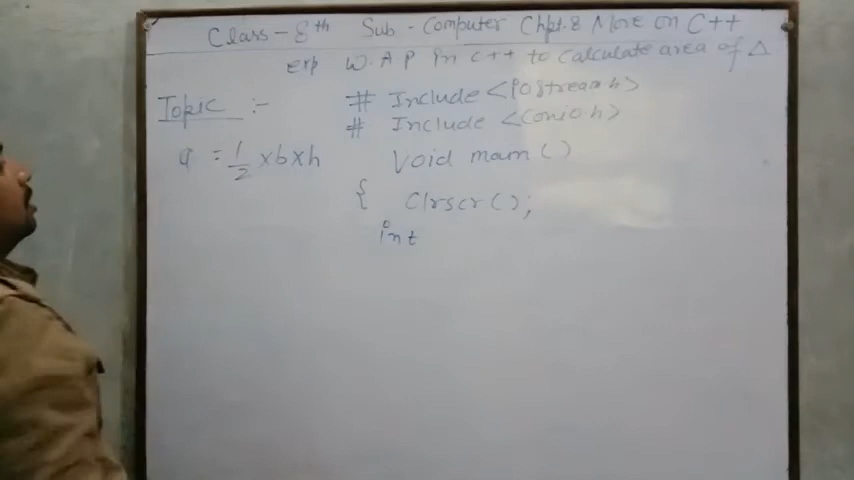 Class - 8th Sub - Computer Chpt.8 More on C++
exp W.A.P in C++ to calculate area of Δ
Topic :-
# Include <iostream.h>
# Include <conio.h>
a = 1/2 x b x h
Void main ()
{ Clrscr ();
int